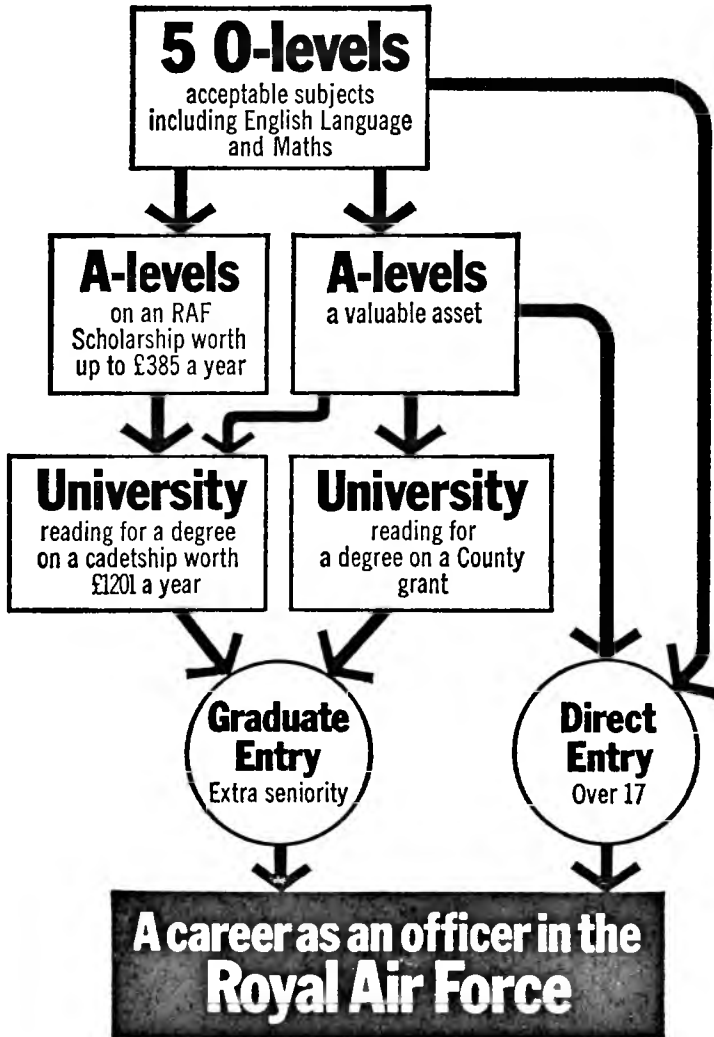 5 O-levels
acceptable subjects
including English Language
and Maths
A-levels
on an RAF
Scholarship worth
up to £385 a year
A-levels
a valuable asset
University
reading for a degree
on a cadetship worth
£1201 a year
University
reading for
a degree on a County
grant
Graduate
Entry
Extra seniority
Direct
Entry
Over 17
A career as an officer in the
Royal Air Force